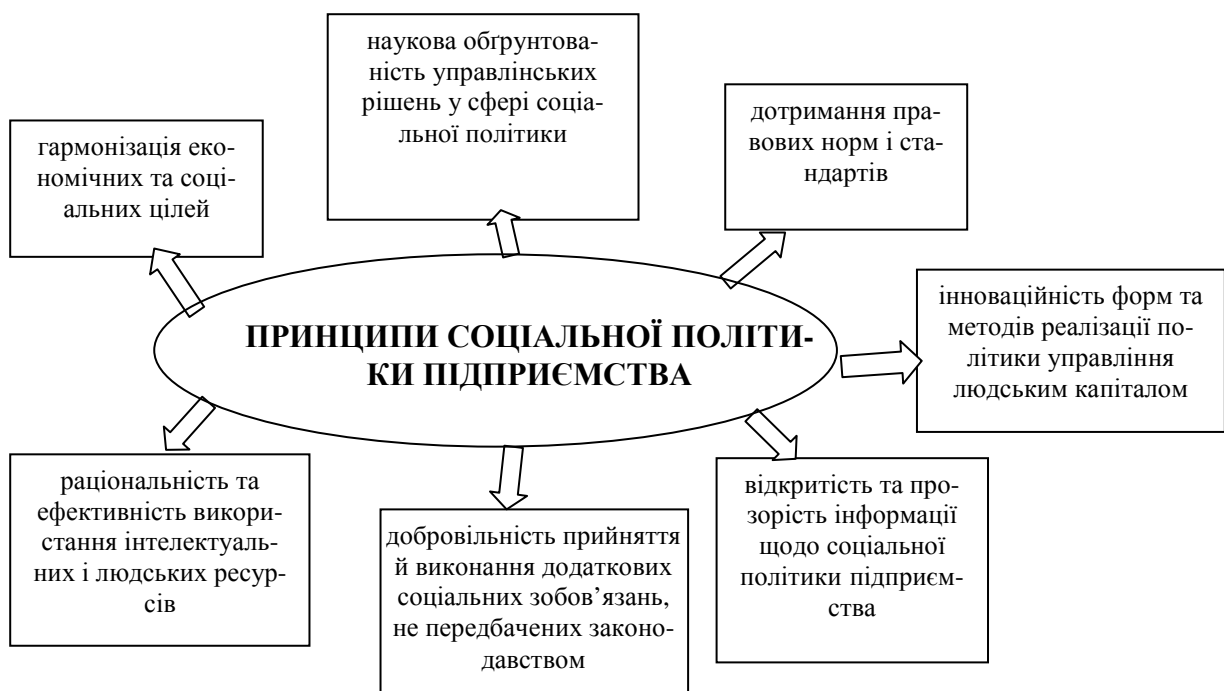 наукова обґрунтова-
ність управлінських
рішень у сфері соціа-
льної політики
гармонізація еко-
номічних та соці-
альних цілей
дотримання пра-
вових норм і ста-
ндартів
ПРИНЦИПИ СОЦІАЛЬНОЇ ПОЛІТИ-
КИ ПІДПРИЄМСТВА
інноваційність форм та
методів реалізації по-
літики управління
людським капіталом
раціональність та
ефективність викори-
стання інтелектуаль-
них і людських ресур-
сів
добровільність прийняття
й виконання додаткових
соціальних зобов’язань,
не передбачених законо-
давством
відкритість та про-
зорість інформації
щодо соціальної
політики підприєм-
ства